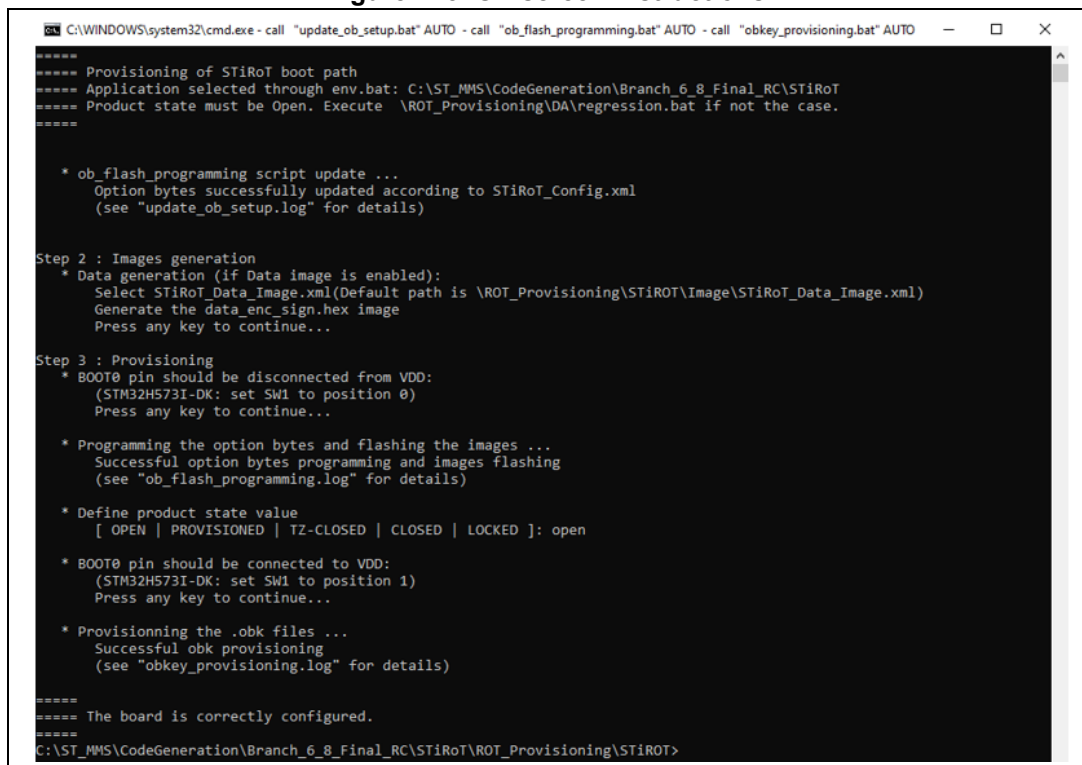 C:\WINDOWS\system32\cmd.exe - call  "update_ob_setup.bat" AUTO  - call  "ob_flash_programming.bat" AUTO  - call  "obkey_provisioning.bat" AUTO
=====
===== Provisioning of STiRoT boot path
===== Application selected through env.bat: C:\ST_MMS\CodeGeneration\Branch_6_8_Final_RC\STiRoT
===== Product state must be Open. Execute  \ROT_Provisioning\DA\regression.bat if not the case.
=====
* ob_flash_programming script update ...
Option bytes successfully updated according to STiRoT_Config.xml
(see "update_ob_setup.log" for details)
Step 2 : Images generation
* Data generation (if Data image is enabled):
Select STiRoT_Data_Image.xml(Default path is \ROT_Provisioning\STiROT\Image\STiRoT_Data_Image.xml)
Generate the data_enc_sign.hex image
Press any key to continue...
Step 3 : Provisioning
* BOOT0 pin should be disconnected from VDD:
(STM32H573I-DK: set SW1 to position 0)
Press any key to continue...
* Programming the option bytes and flashing the images ...
Successful option bytes programming and images flashing
(see "ob_flash_programming.log" for details)
* Define product state value
[ OPEN | PROVISIONED | TZ-CLOSED | CLOSED | LOCKED ]: open
* BOOT0 pin should be connected to VDD:
(STM32H573I-DK: set SW1 to position 1)
Press any key to continue...
* Provisionning the .obk files ...
Successful obk provisioning
(see "obkey_provisioning.log" for details)
=====
===== The board is correctly configured.
=====
C:\ST_MMS\CodeGeneration\Branch_6_8_Final_RC\STiRoT\ROT_Provisioning\STiROT>